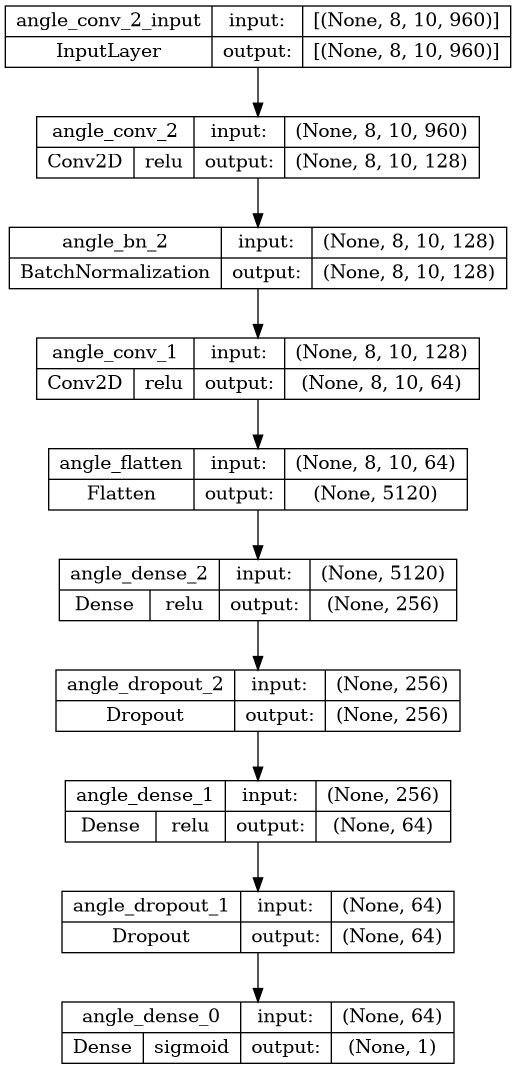 angle_conv_2_input input: [(None, 8, 10, 960)]
InputLayer output: [(None, 8, 10, 960)]
angle_conv_2 input: (None, 8, 10, 960)
Conv2D relu output: (None, 8, 10, 128)
angle_bn_2 input: (None, 8, 10, 128)
BatchNormalization output: (None, 8, 10, 128)
angle_conv_1 input: (None, 8, 10, 128)
Conv2D relu output: (None, 8, 10, 64)
angle_flatten input: (None, 8, 10, 64)
Flatten output: (None, 5120)
angle_dense_2 input: (None, 5120)
Dense relu output: (None, 256)
angle_dropout_2 input: (None, 256)
Dropout output: (None, 256)
angle_dense_1 input: (None, 256)
Dense relu output: (None, 64)
angle_dropout_1 input: (None, 64)
Dropout output: (None, 64)
angle_dense_0 input: (None, 64)
Dense sigmoid output: (None, 1)